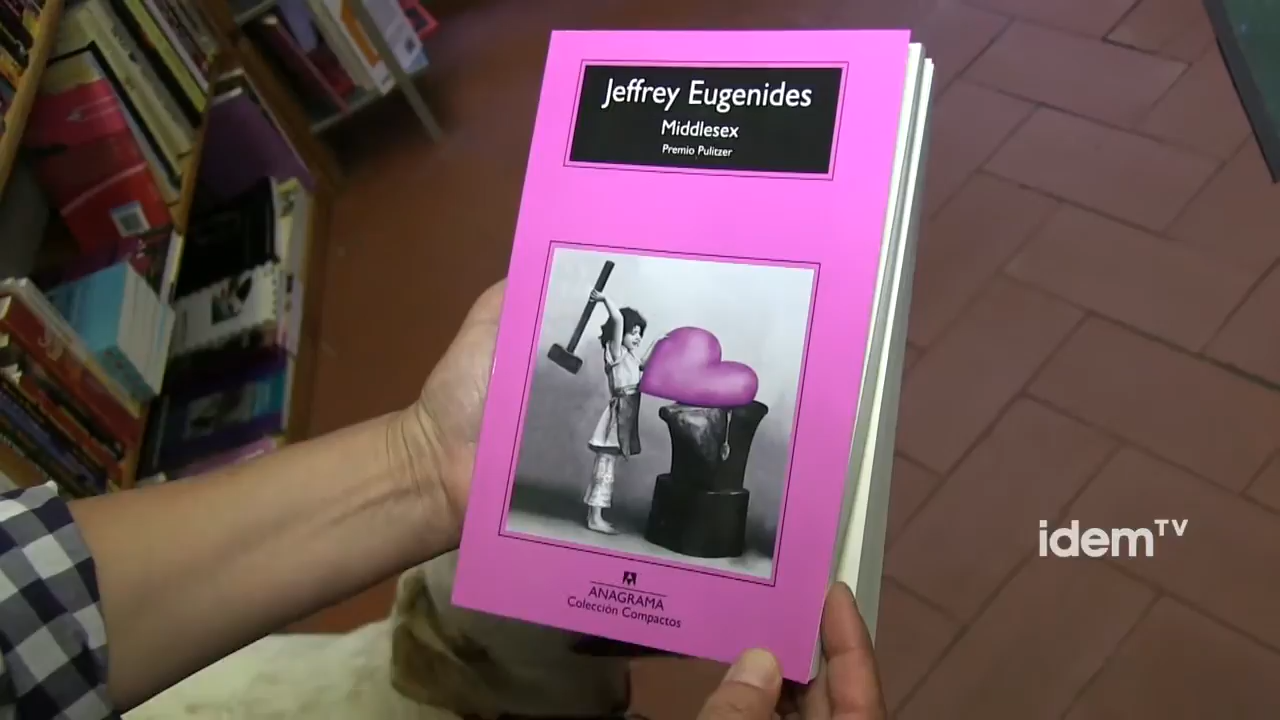 Jeffrey Eugenides
Middlesex
Premio Pulitzer
ANAGRAMA
Colección Compactos
idemTV